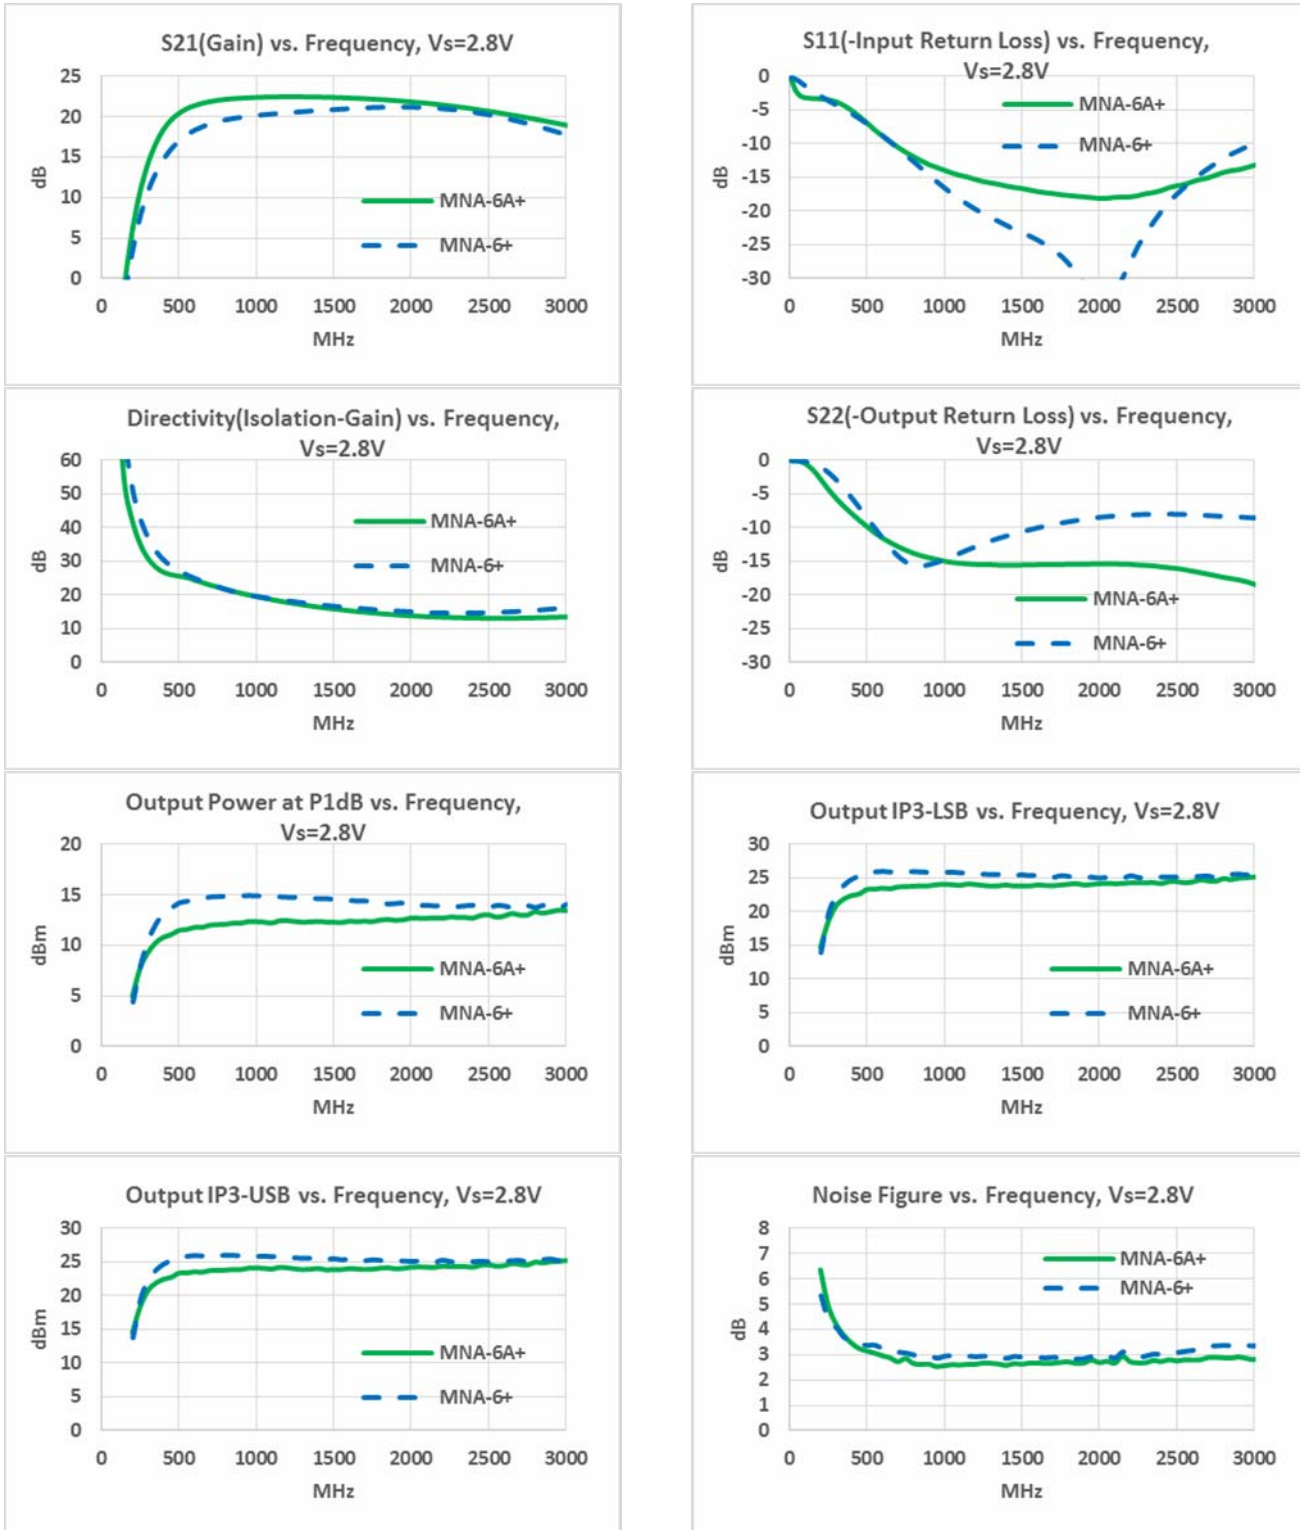 S21(Gain) vs. Frequency, Vs=2.8V
25
20
15
10
5
0
dB
MNA-6A+
MNA-6+
0 500 1000 1500 2000 2500 3000
MHz
S11(-Input Return Loss) vs. Frequency,
Vs=2.8V
0
-5
-10
-15
-20
-25
-30
dB
MNA-6A+
MNA-6+
0 500 1000 1500 2000 2500 3000
MHz
Directivity(Isolation-Gain) vs. Frequency,
Vs=2.8V
60
50
40
30
20
10
0
dB
MNA-6A+
MNA-6+
0 500 1000 1500 2000 2500 3000
MHz
S22(-Output Return Loss) vs. Frequency,
Vs=2.8V
0
-5
-10
-15
-20
-25
-30
dB
MNA-6A+
MNA-6+
0 500 1000 1500 2000 2500 3000
MHz
Output Power at P1dB vs. Frequency,
Vs=2.8V
20
15
10
5
0
dBm
MNA-6A+
MNA-6+
0 500 1000 1500 2000 2500 3000
MHz
Output IP3-LSB vs. Frequency, Vs=2.8V
30
25
20
15
10
5
0
dBm
MNA-6A+
MNA-6+
0 500 1000 1500 2000 2500 3000
MHz
Output IP3-USB vs. Frequency, Vs=2.8V
30
25
20
15
10
5
0
dBm
MNA-6A+
MNA-6+
0 500 1000 1500 2000 2500 3000
MHz
Noise Figure vs. Frequency, Vs=2.8V
8
7
6
5
4
3
2
1
0
dB
MNA-6A+
MNA-6+
0 500 1000 1500 2000 2500 3000
MHz